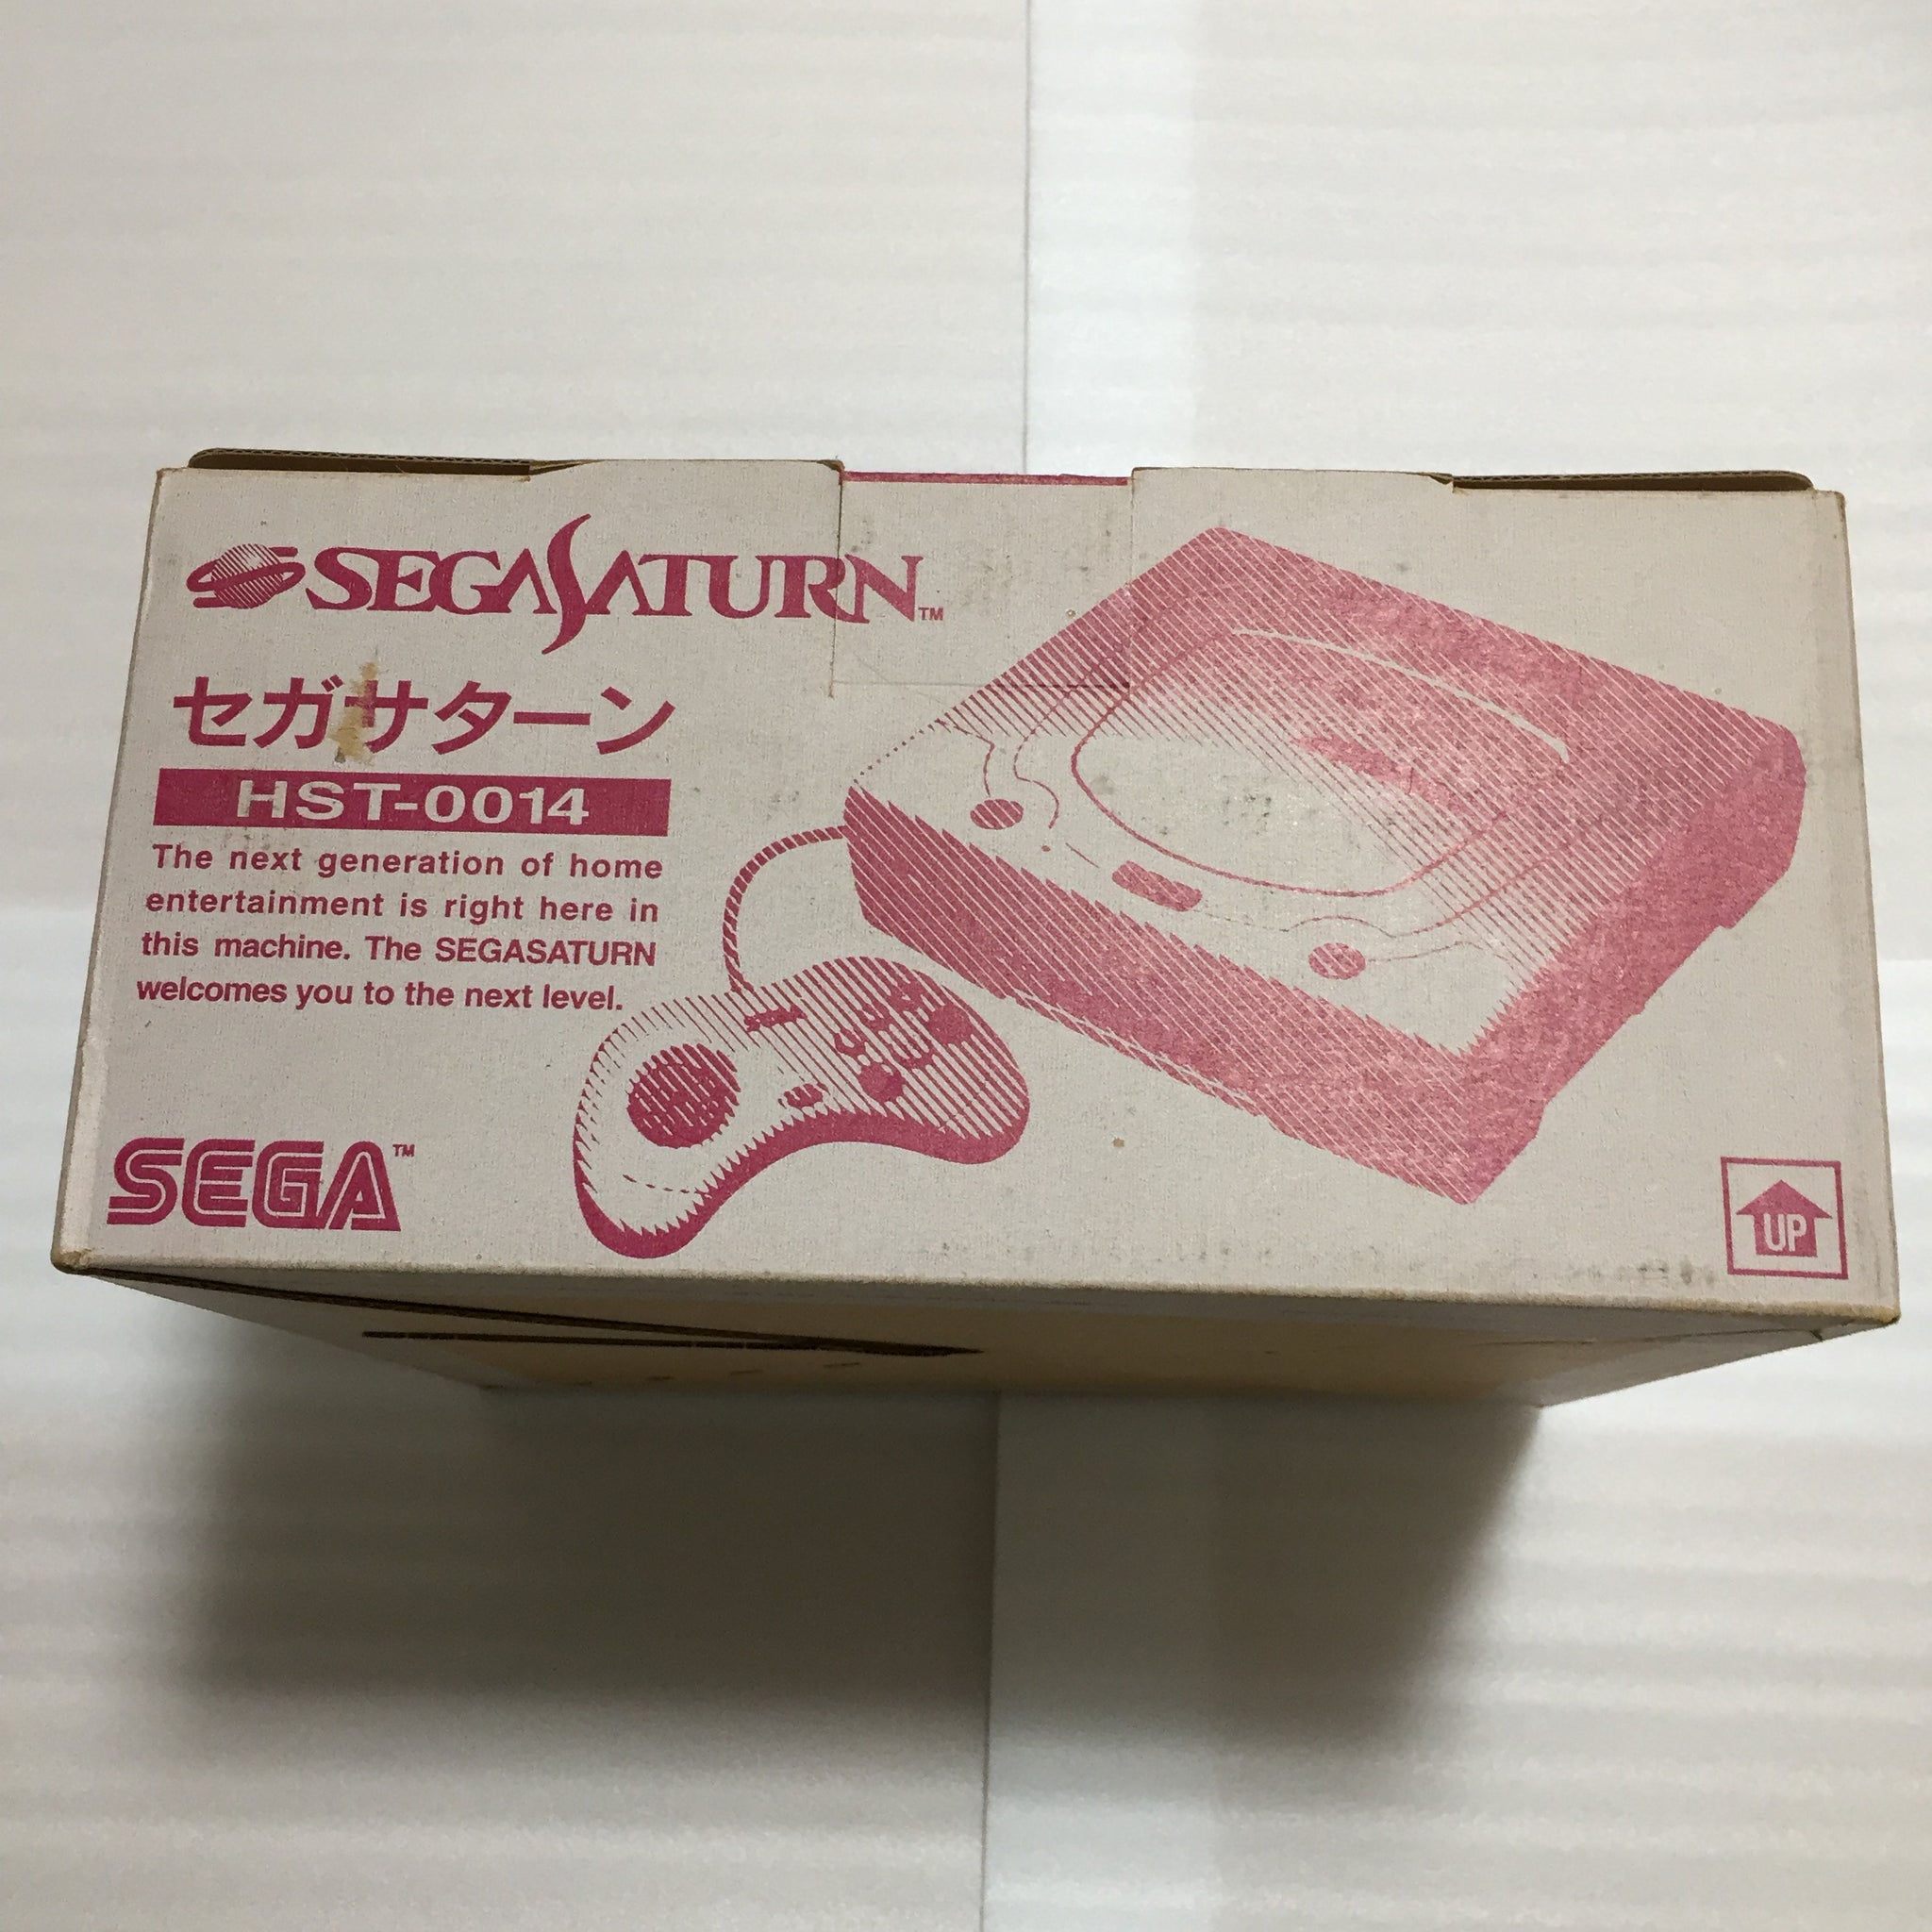 SEGASATURN™
セガサターン
HST-0014
The next generation of home
entertainment is right here in
this machine. The SEGASATURN
welcomes you to the next level.
SEGA
SEGA™
UP